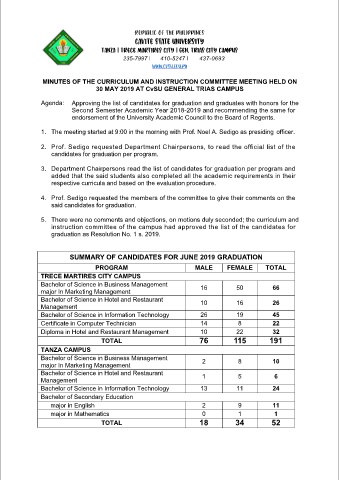 REPUBLIC OF THE PHILIPPINES
CAVITE STATE UNIVERSITY
TANZA | TRECE MARTIRES CITY | GEN. TRIAS CITY CAMPUS
235-7997 | 410-5247 | 437-0693
MINUTES OF THE CURRICULUM AND INSTRUCTION COMMITTEE MEETING HELD ON
30 MAY 2019 AT CvSU GENERAL TRIAS CAMPUS
Agenda: Approving the list of candidates for graduation and graduates with honors for the
Second Semester Academic Year 2018-2019 and recommending the same for
endorsement of the University Academic Council to the Board of Regents.
1. The meeting started at 9:00 in the morning with Prof. Noel A. Sedigo as presiding officer.
2. Prof. Sedigo requested Department Chairpersons, to read the official list of the
candidates for graduation per program.
3. Department Chairpersons read the list of candidates for graduation per program and
added that the said students also completed all the academic requirements in their
respective curricula and based on the evaluation procedure.
4. Prof. Sedigo requested the members of the committee to give their comments on the
said candidates for graduation.
5. There were no comments and objections, on motions duly seconded; the curriculum and
instruction committee of the campus had approved the list of the candidates for
graduation as Resolution No. 1 s. 2019.
SUMMARY OF CANDIDATES FOR JUNE 2019 GRADUATION
PROGRAM MALE FEMALE TOTAL
TRECE MARTIRES CITY CAMPUS
Bachelor of Science in Business Management
major in Marketing Management 16 50 66
Bachelor of Science in Hotel and Restaurant
Management 10 16 26
Bachelor of Science in Information Technology 26 19 45
Certificate in Computer Technician 14 8 22
Diploma in Hotel and Restaurant Management 10 22 32
TOTAL 76 115 191
TANZA CAMPUS
Bachelor of Science in Business Management
major in Marketing Management 2 8 10
Bachelor of Science in Hotel and Restaurant
Management 1 5 6
Bachelor of Science in Information Technology 13 11 24
Bachelor of Secondary Education
major in English 2 9 11
major in Mathematics 0 1 1
TOTAL 18 34 52